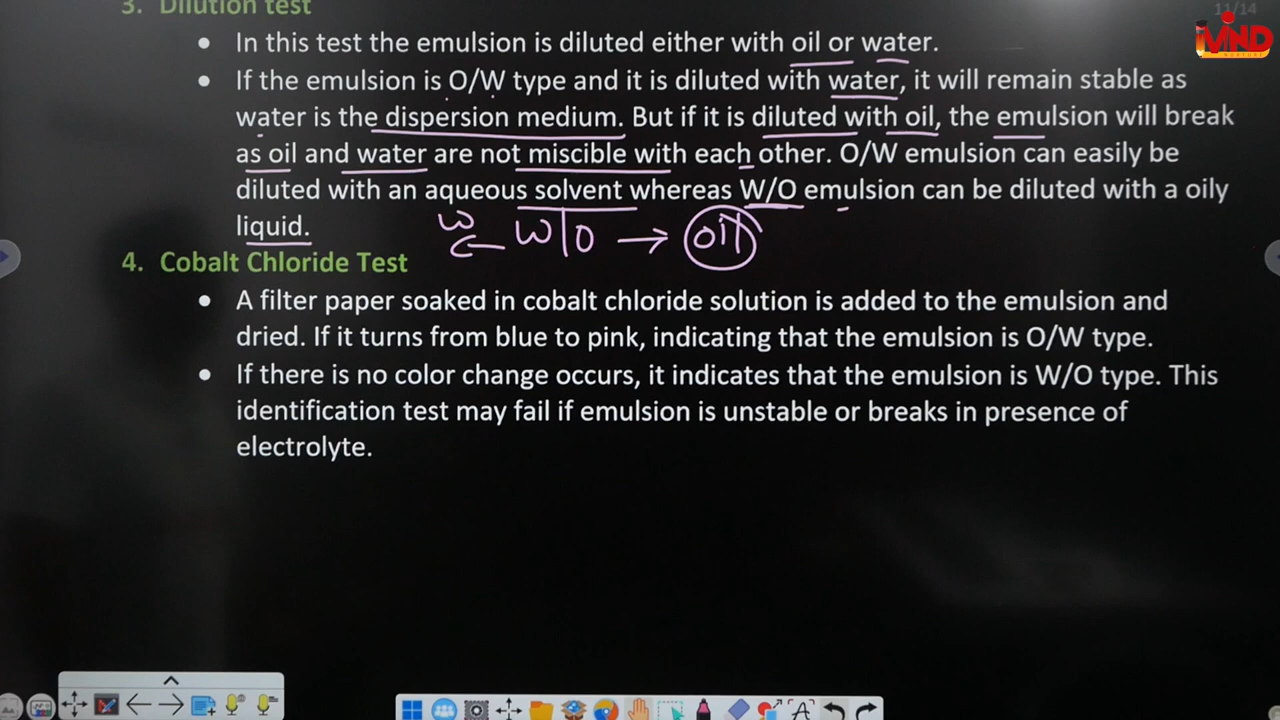 11/14
3. Dilution test
iMIND
• In this test the emulsion is diluted either with oil or water.
• If the emulsion is O/W type and it is diluted with water, it will remain stable as
water is the dispersion medium. But if it is diluted with oil, the emulsion will break
as oil and water are not miscible with each other. O/W emulsion can easily be
diluted with an aqueous solvent whereas W/O emulsion can be diluted with a oily
liquid.
W ← W/O → oil
4. Cobalt Chloride Test
• A filter paper soaked in cobalt chloride solution is added to the emulsion and
dried. If it turns from blue to pink, indicating that the emulsion is O/W type.
• If there is no color change occurs, it indicates that the emulsion is W/O type. This
identification test may fail if emulsion is unstable or breaks in presence of
electrolyte.